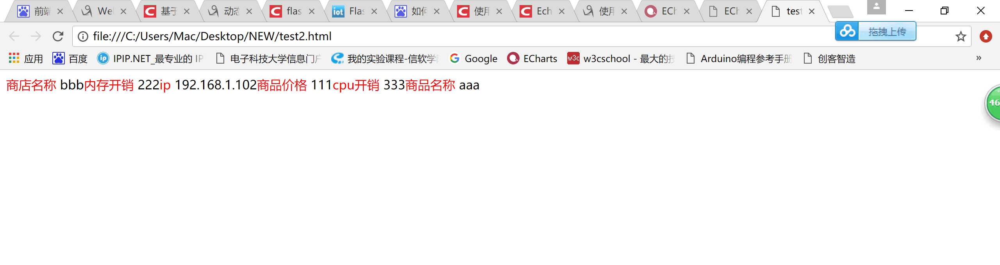 前端 Wel 基于 动态 flas iot Flas 如何 使用 Ech 使用 ECh ECh test
file:///C:/Users/Mac/Desktop/NEW/test2.html 拖拽上传
应用 百度 ip IPIP.NET_最专业的 IP 电子科技大学信息门户 我的实验课程-信软学 Google ECharts w3c w3cschool - 最大的技 Arduino编程参考手册 创客智造 »
商店名称 bbb内存开销 222ip 192.168.1.102商品价格 111cpu开销 333商品名称 aaa
46